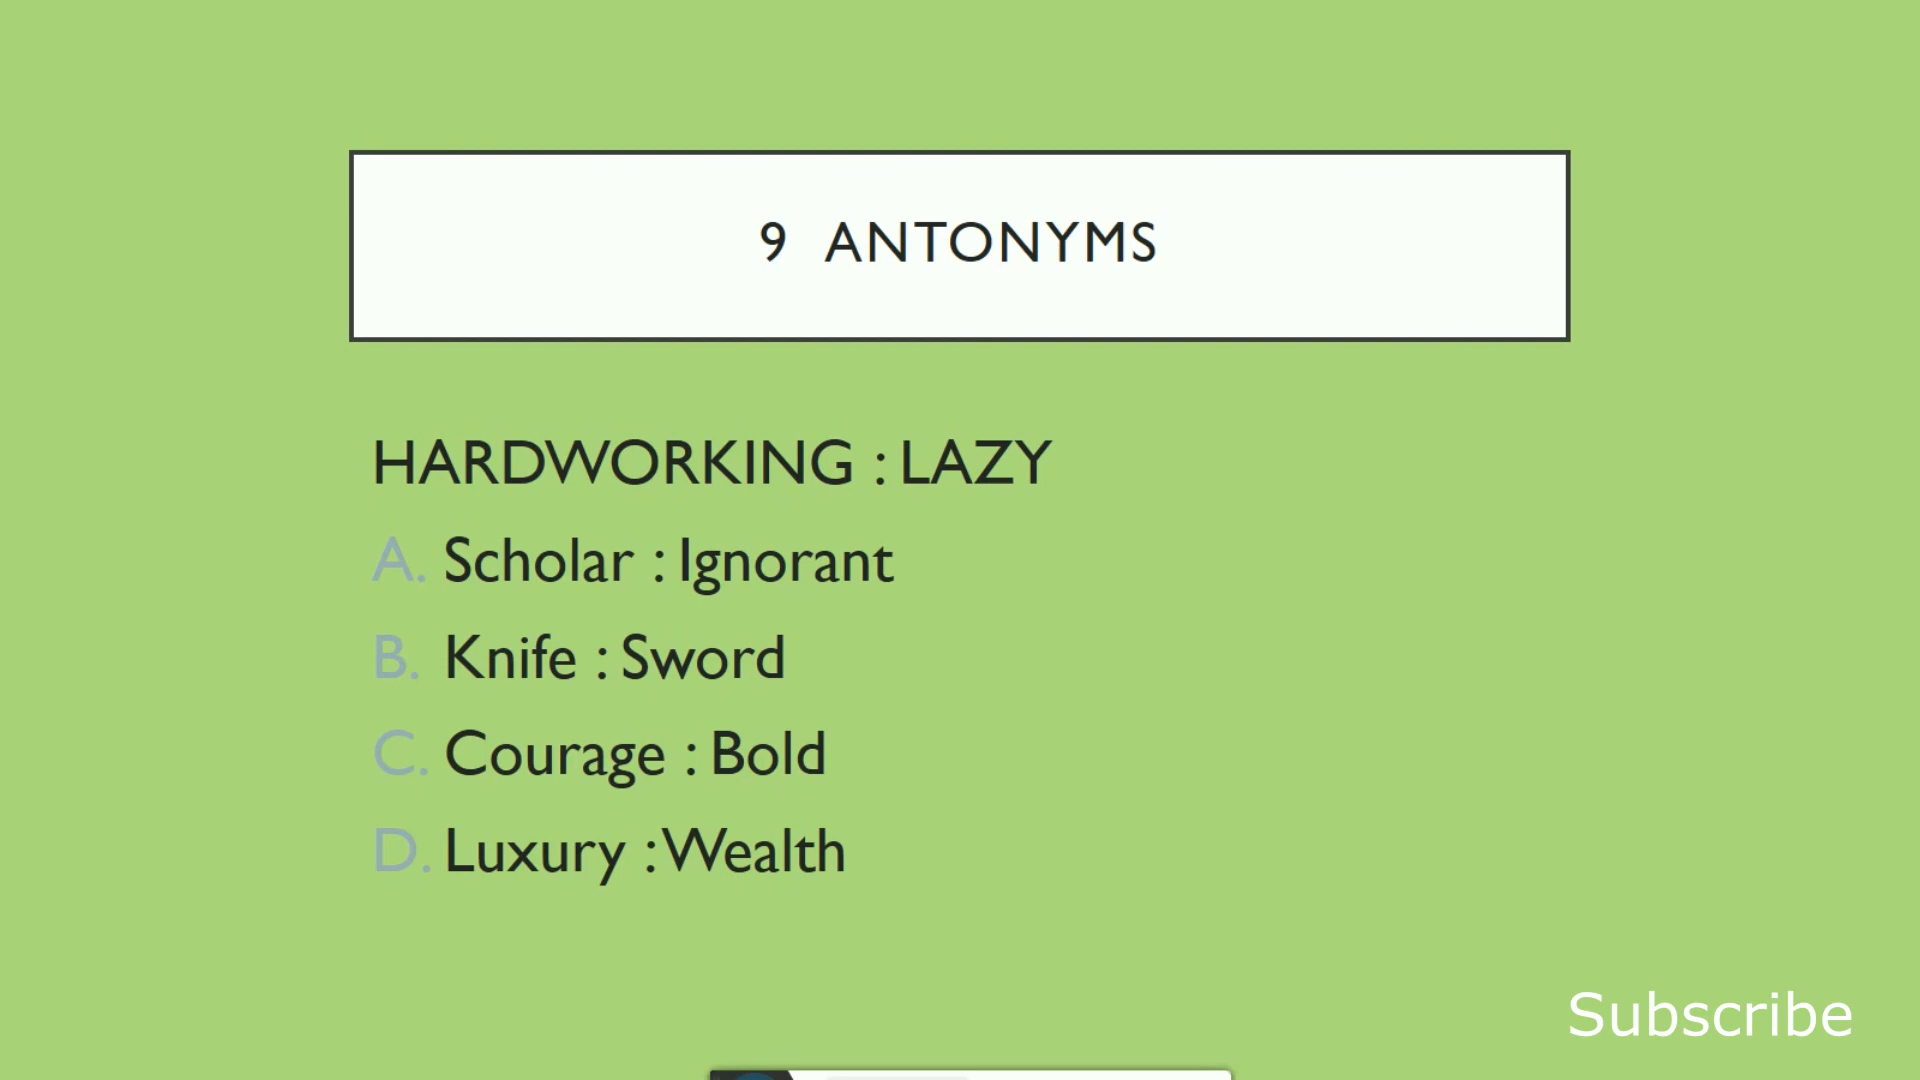 9 ANTONYMS
HARDWORKING : LAZY
A. Scholar : Ignorant
B. Knife : Sword
C. Courage : Bold
D. Luxury : Wealth
Subscribe